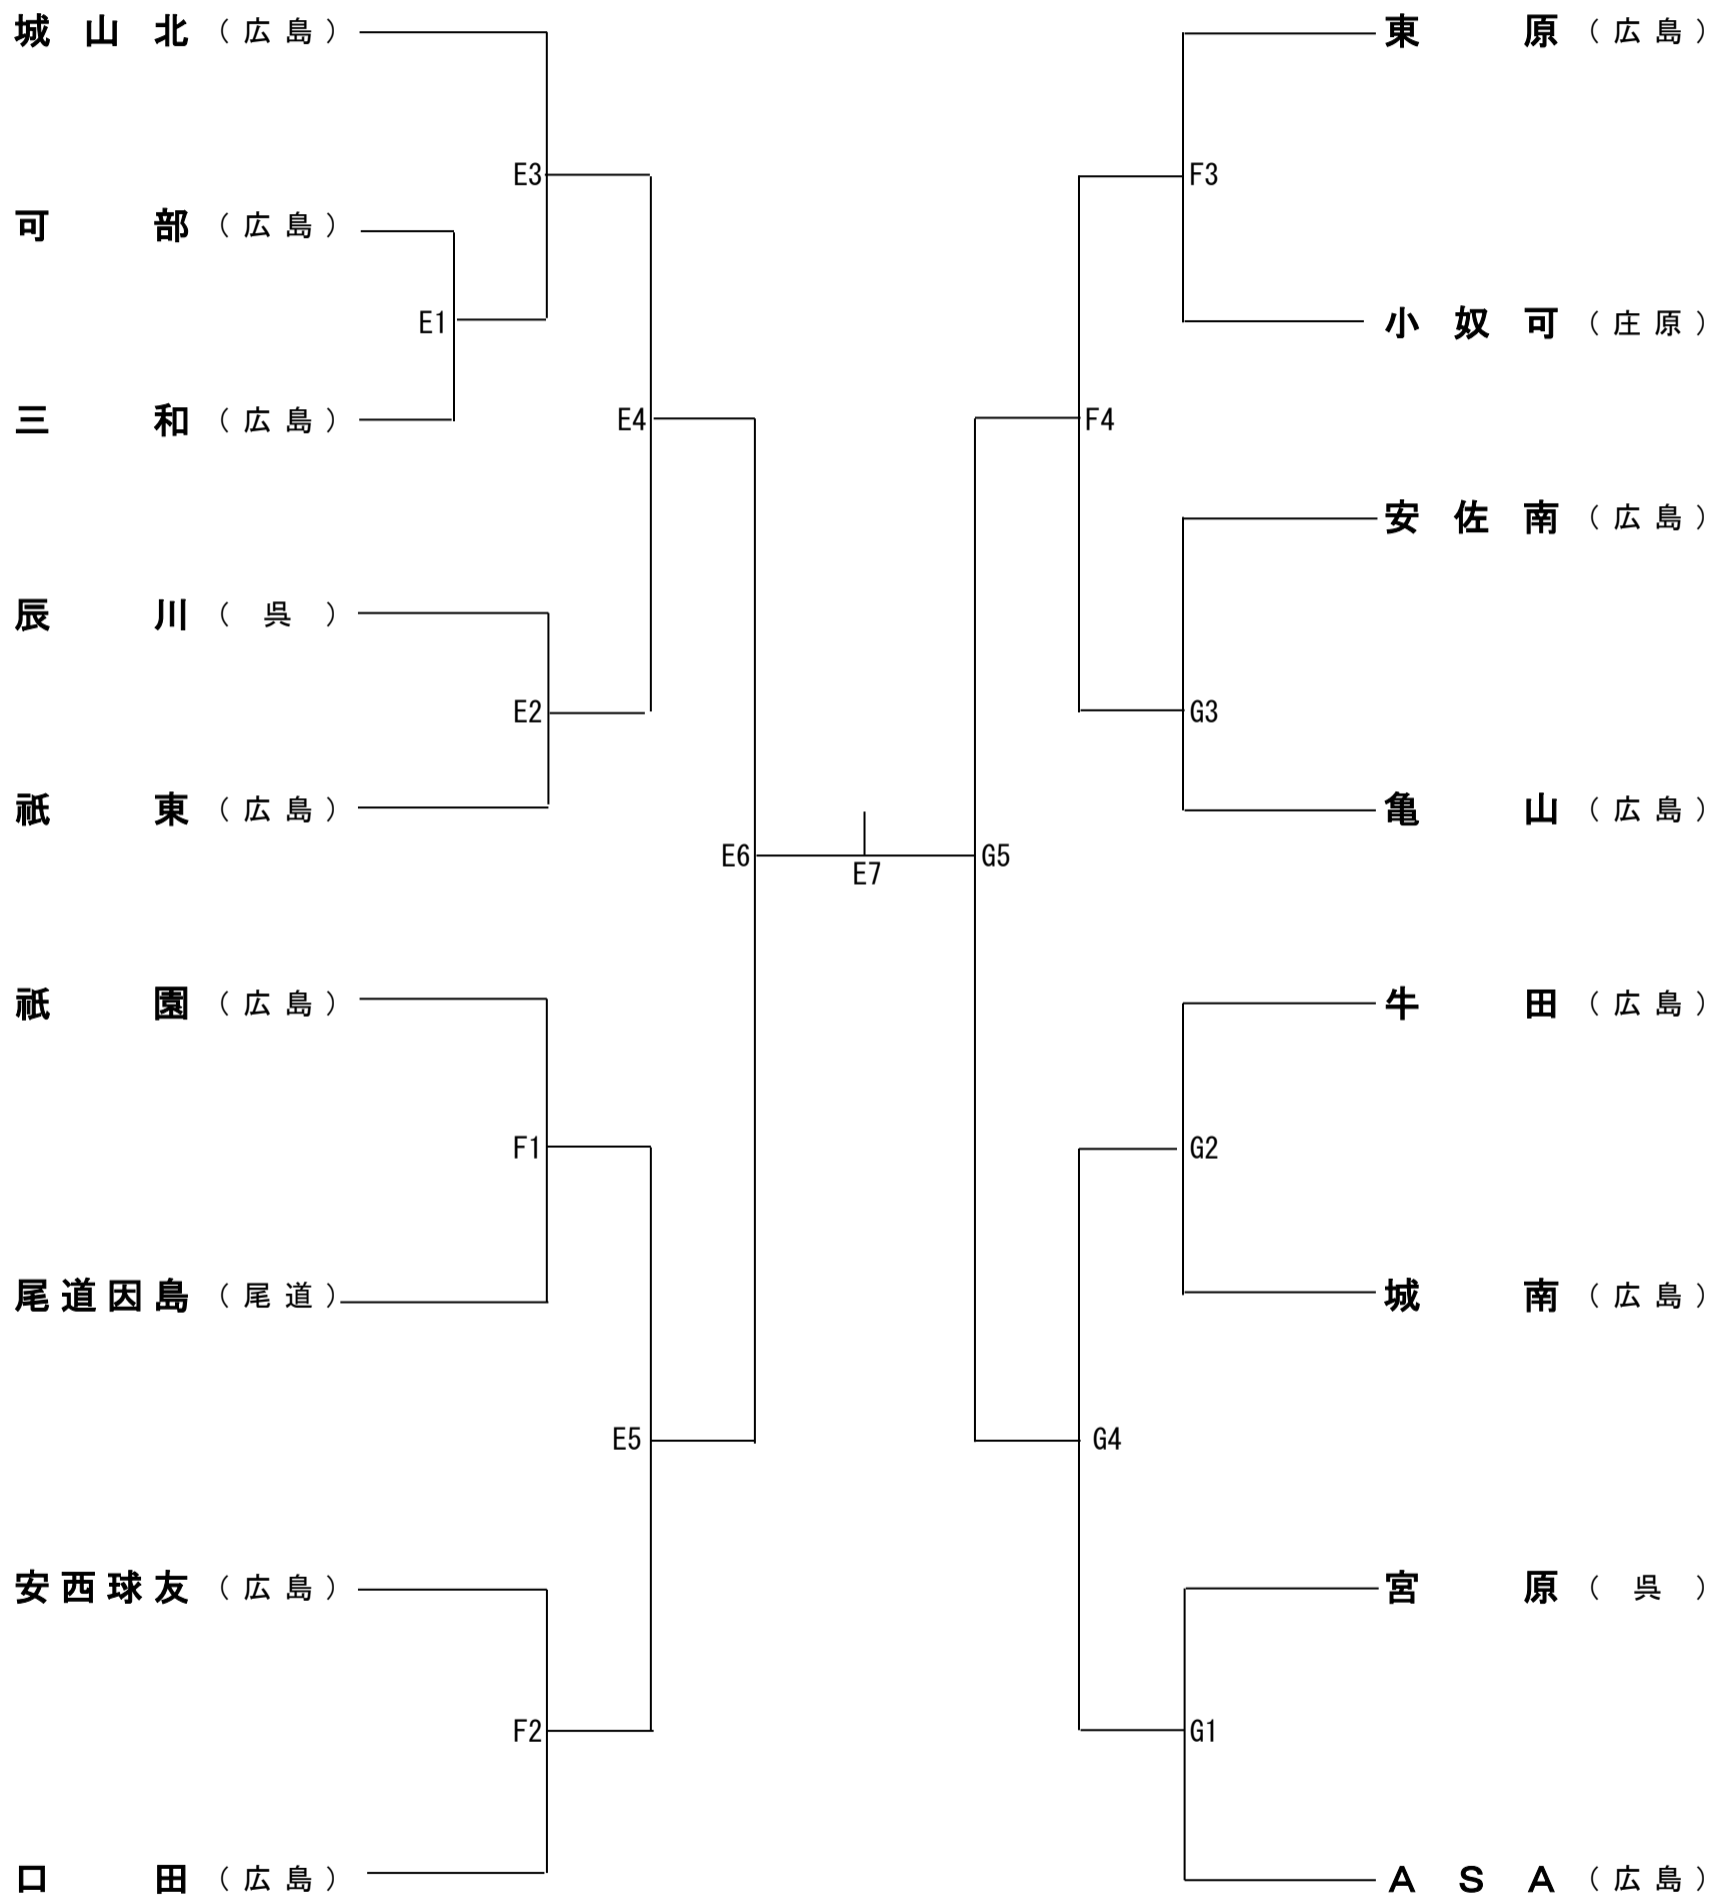 城山北（広島）
東原（広島）
E3
F3
可部（広島）
E1
小奴可（庄原）
三和（広島）
E4
F4
安佐南（広島）
辰川（呉）
E2
G3
祇東（広島）
亀山（広島）
E6
E7
G5
祇園（広島）
牛田（広島）
F1
G2
尾道因島（尾道）
城南（広島）
E5
G4
安西球友（広島）
宮原（呉）
F2
G1
口田（広島）
ＡＳＡ（広島）